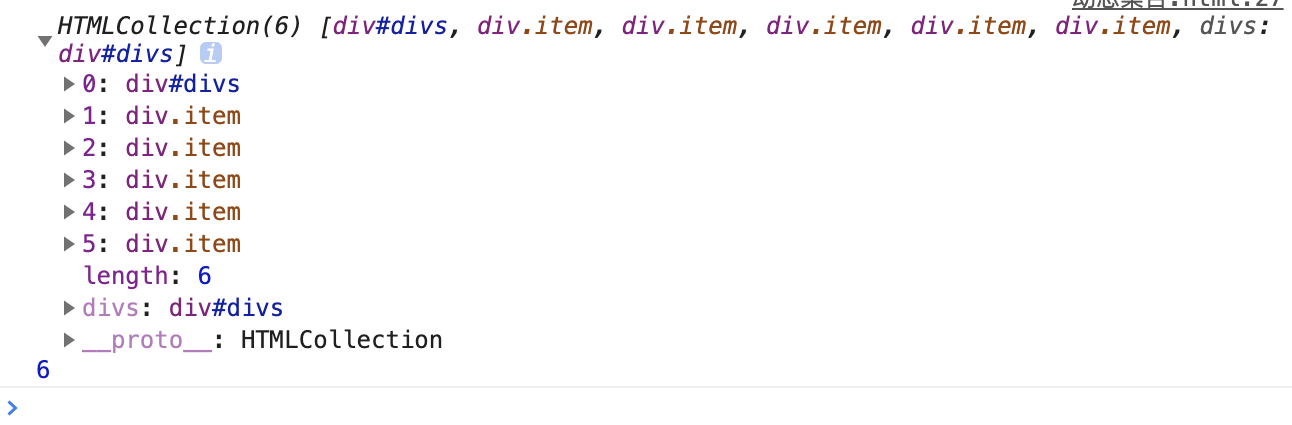 动态集合.html:27
HTMLCollection(6) [div#divs, div.item, div.item, div.item, div.item, div.item, divs:
div#divs] i
0: div#divs
1: div.item
2: div.item
3: div.item
4: div.item
5: div.item
length: 6
divs: div#divs
__proto__: HTMLCollection
6